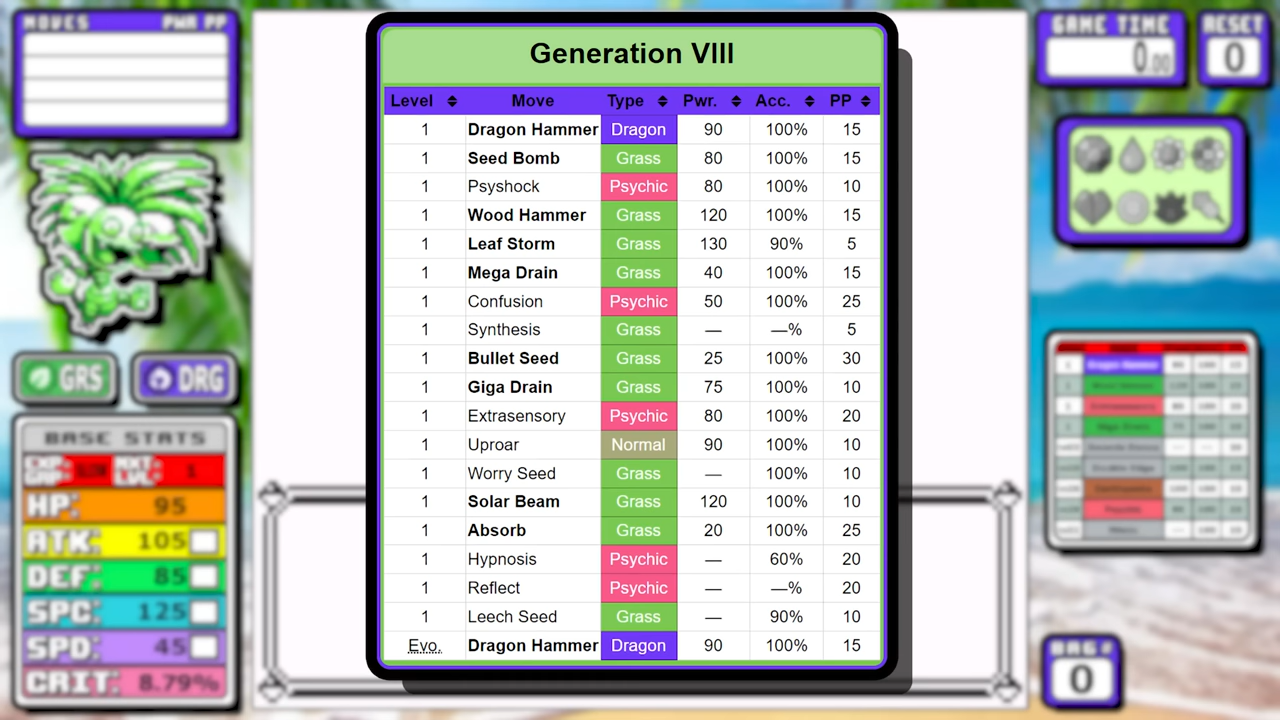 MOVES PWR PP
GRS DRG
BASE STATS
EXP. GRP: SLOW NXT. LVL: 1
HP: 95
ATK: 105
DEF: 85
SPC: 125
SPD: 45
CRIT: 8.79%
Generation VIII
Level Move Type Pwr. Acc. PP
1 Dragon Hammer Dragon 90 100% 15
1 Seed Bomb Grass 80 100% 15
1 Psyshock Psychic 80 100% 10
1 Wood Hammer Grass 120 100% 15
1 Leaf Storm Grass 130 90% 5
1 Mega Drain Grass 40 100% 15
1 Confusion Psychic 50 100% 25
1 Synthesis Grass — —% 5
1 Bullet Seed Grass 25 100% 30
1 Giga Drain Grass 75 100% 10
1 Extrasensory Psychic 80 100% 20
1 Uproar Normal 90 100% 10
1 Worry Seed Grass — 100% 10
1 Solar Beam Grass 120 100% 10
1 Absorb Grass 20 100% 25
1 Hypnosis Psychic — 60% 20
1 Reflect Psychic — —% 20
1 Leech Seed Grass — 90% 10
Evo. Dragon Hammer Dragon 90 100% 15
GAME TIME
0.00
RESET
0
BAG:
0